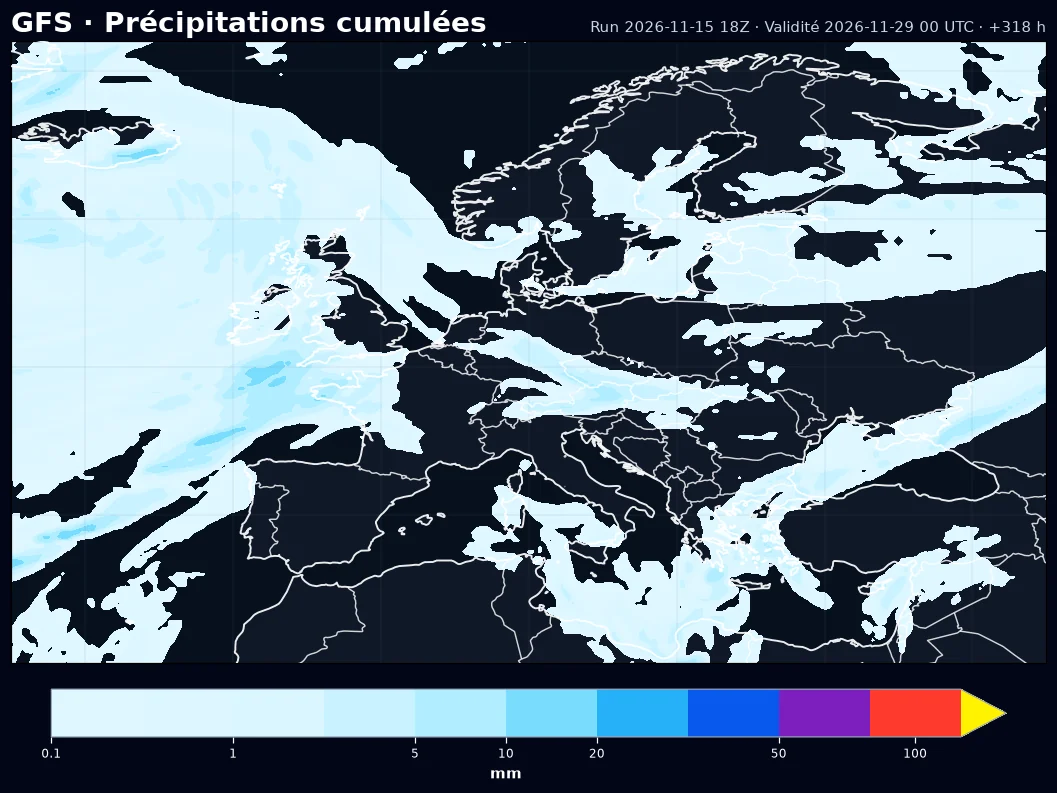 GFS · Précipitations cumulées
Run 2026-11-15 18Z · Validité 2026-11-29 00 UTC · +318 h
0.1 1 5 10 20 50 100
mm